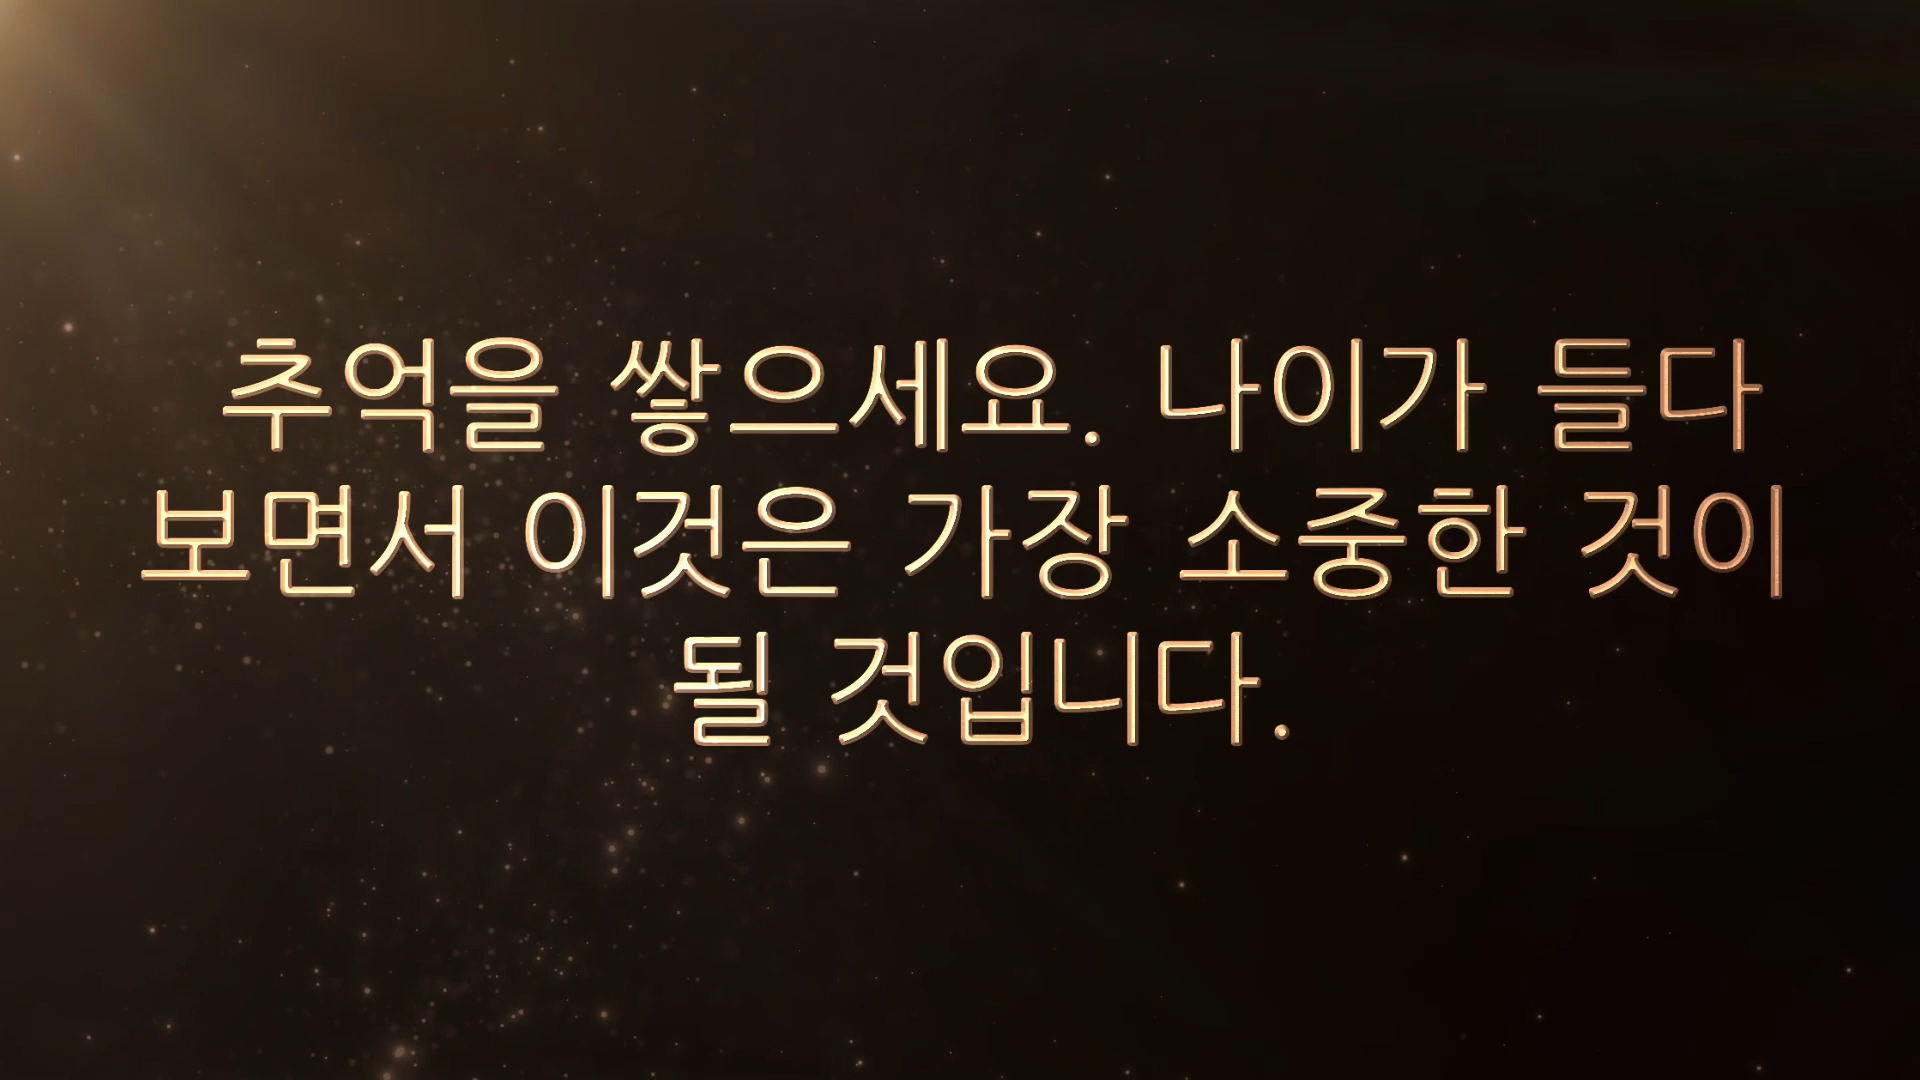 추억을 쌓으세요. 나이가 들다
보면서 이것은 가장 소중한 것이
될 것입니다.